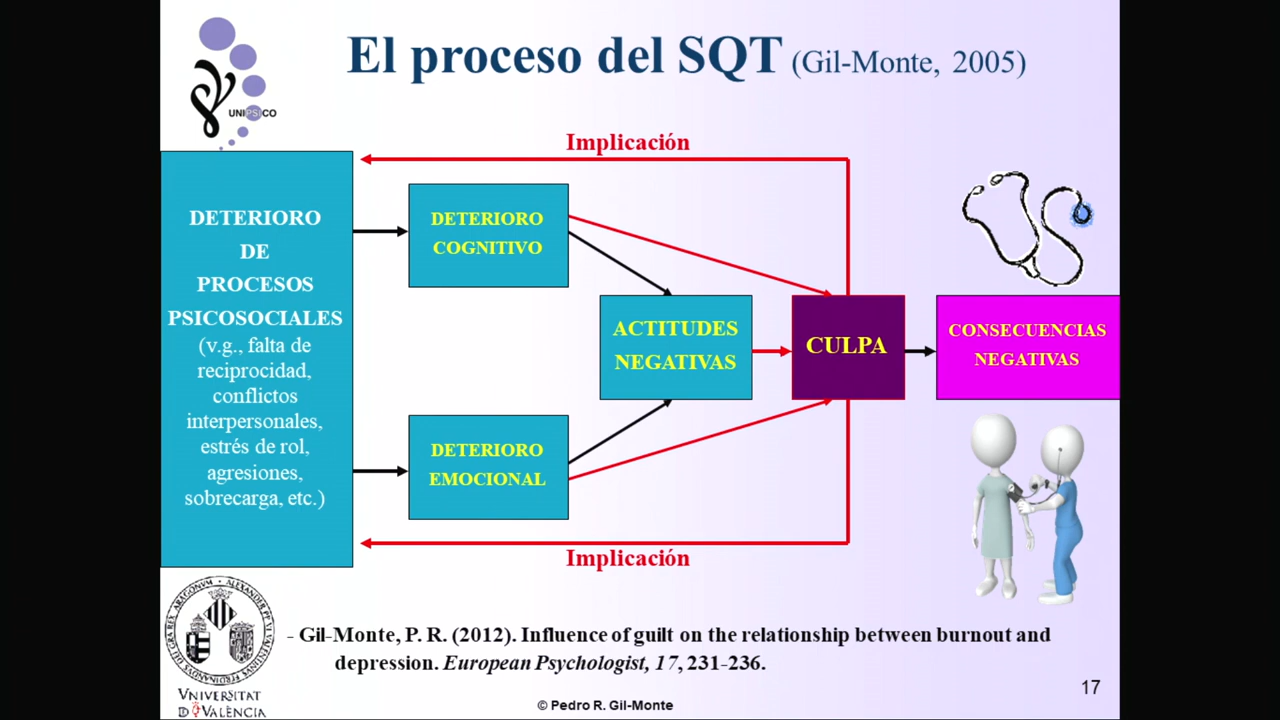 El proceso del SQT (Gil-Monte, 2005)
UNIPSICO
Implicación
DETERIORO
DE
PROCESOS
PSICOSOCIALES
(v.g., falta de
reciprocidad,
conflictos
interpersonales,
estrés de rol,
agresiones,
sobrecarga, etc.)
DETERIORO
COGNITIVO
ACTITUDES
NEGATIVAS
CULPA
CONSECUENCIAS
NEGATIVAS
DETERIORO
EMOCIONAL
Implicación
- Gil-Monte, P. R. (2012). Influence of guilt on the relationship between burnout and
depression. European Psychologist, 17, 231-236.
VNIVERSITAT
D VALÈNCIA
© Pedro R. Gil-Monte
17